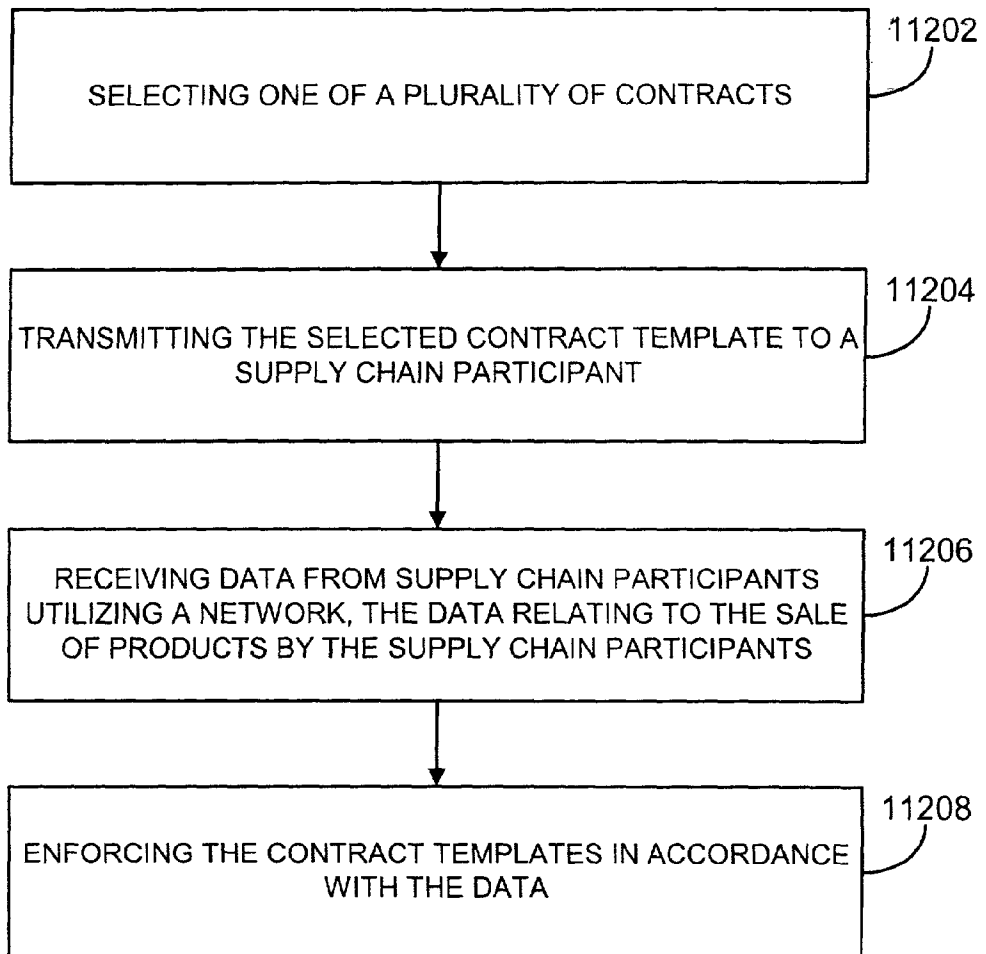 11202
SELECTING ONE OF A PLURALITY OF CONTRACTS
11204
TRANSMITTING THE SELECTED CONTRACT TEMPLATE TO A
SUPPLY CHAIN PARTICIPANT
11206
RECEIVING DATA FROM SUPPLY CHAIN PARTICIPANTS
UTILIZING A NETWORK, THE DATA RELATING TO THE SALE
OF PRODUCTS BY THE SUPPLY CHAIN PARTICIPANTS
11208
ENFORCING THE CONTRACT TEMPLATES IN ACCORDANCE
WITH THE DATA